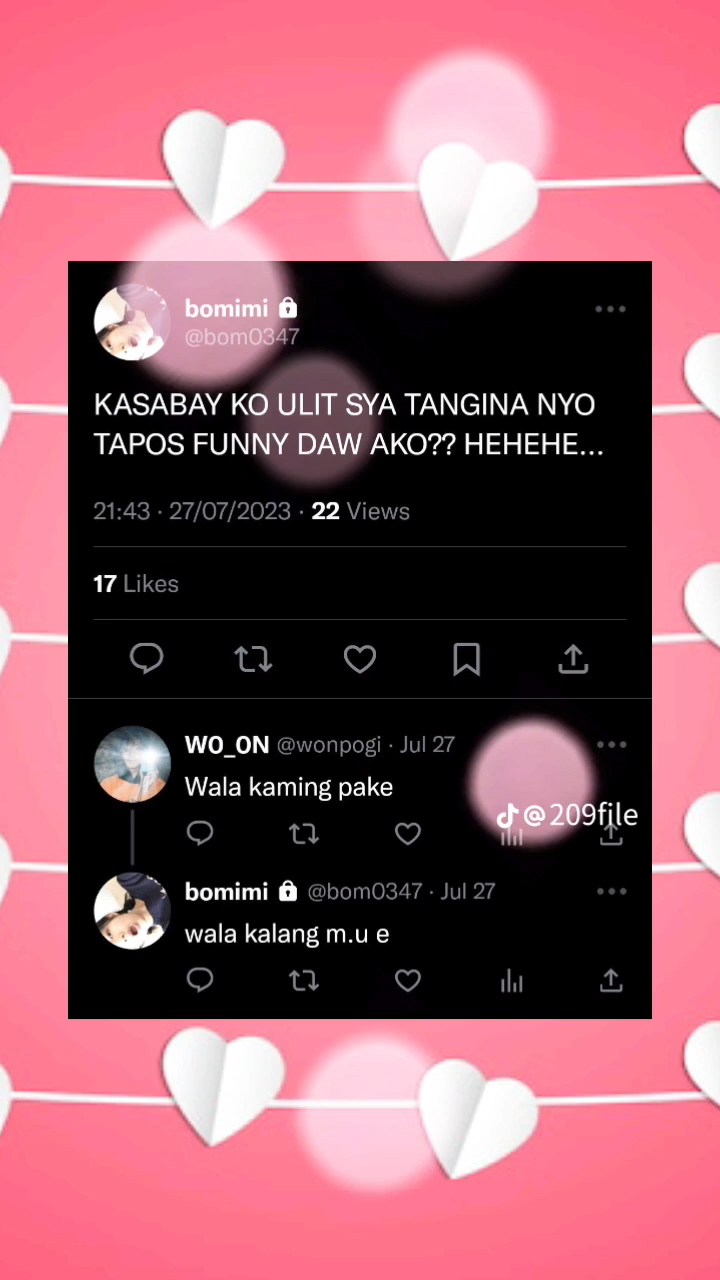 bomimi
@bom0347
KASABAY KO ULIT SYA TANGINA NYO
TAPOS FUNNY DAW AKO?? HEHEHE...
21:43 · 27/07/2023 · 22 Views
17 Likes
WO_ON @wonpogi · Jul 27
Wala kaming pake
@209file
bomimi @bom0347 · Jul 27
wala kalang m.u e